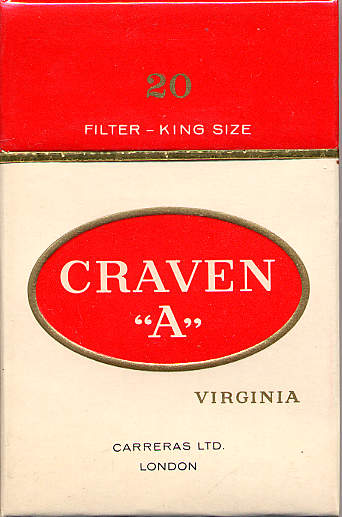 20
FILTER – KING SIZE
CRAVEN
“A”
VIRGINIA
CARRERAS LTD.
LONDON